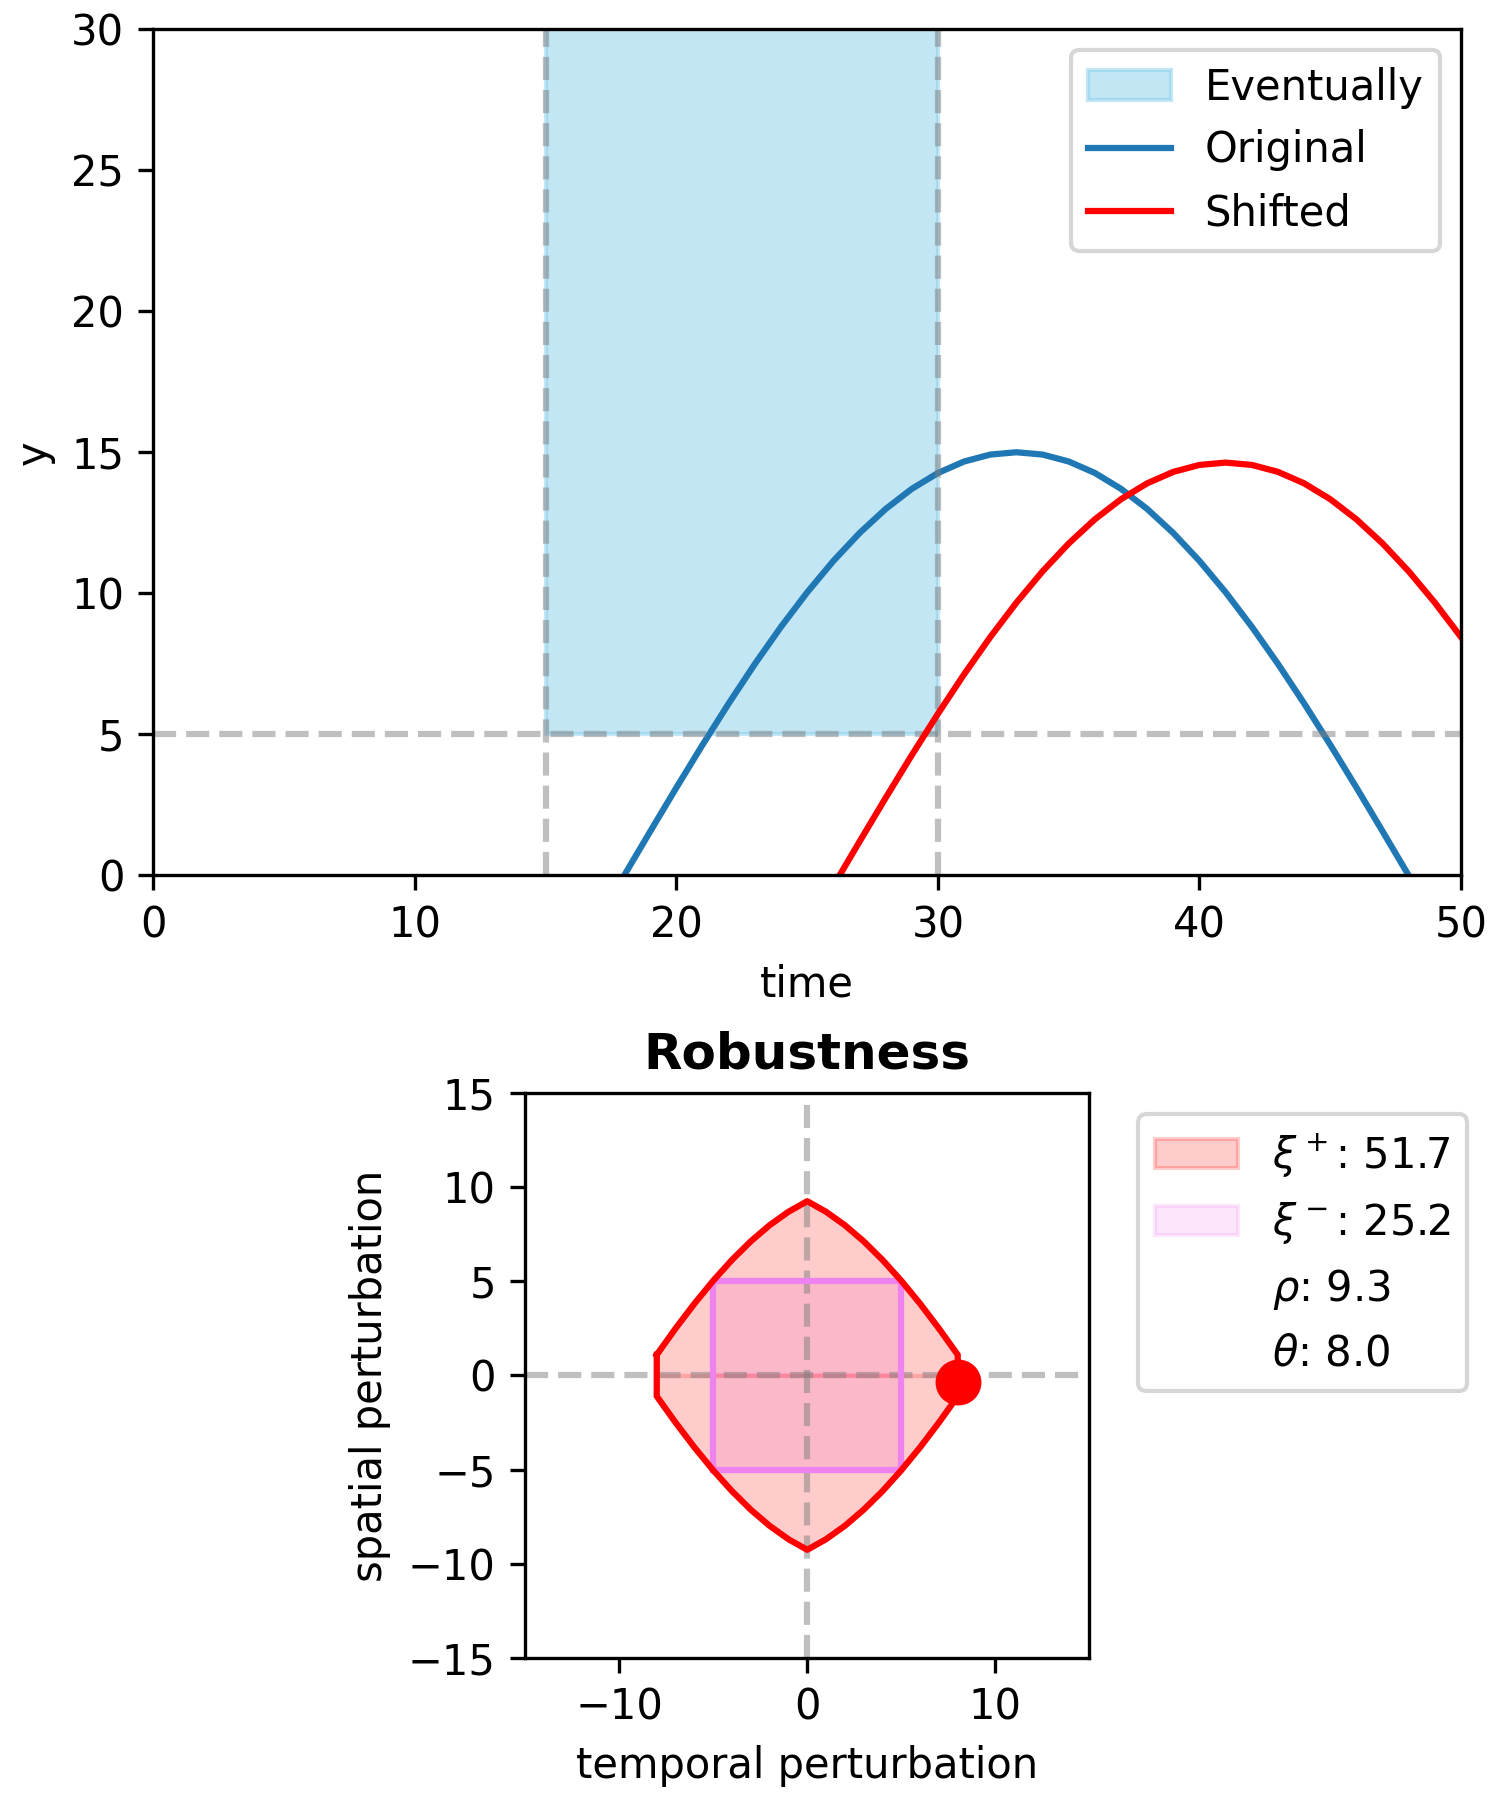 30
25
20
15
10
5
0
y
0 10 20 30 40 50
time
Eventually
Original
Shifted
Robustness
15
10
5
0
−5
−10
−15
spatial perturbation
−10 0 10
temporal perturbation
ξ⁺: 51.7
ξ⁻: 25.2
ρ: 9.3
θ: 8.0